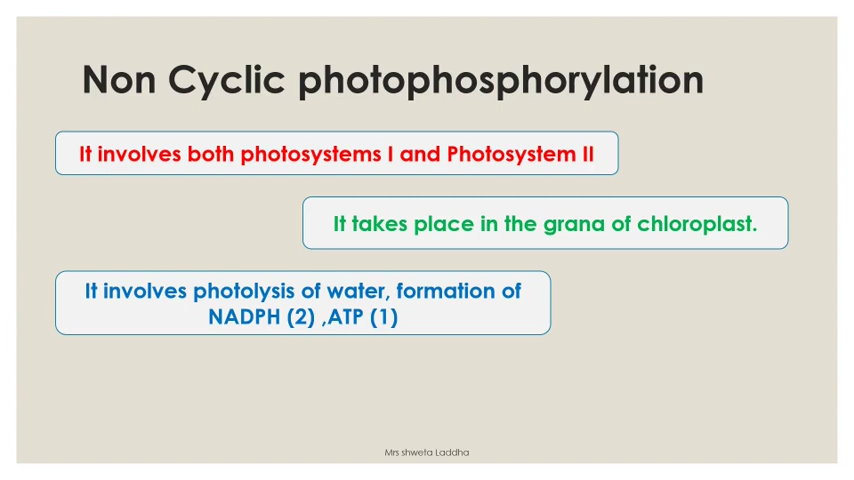 Non Cyclic photophosphorylation
It involves both photosystems I and Photosystem II
It takes place in the grana of chloroplast.
It involves photolysis of water, formation of
NADPH (2) ,ATP (1)
Mrs shweta Laddha